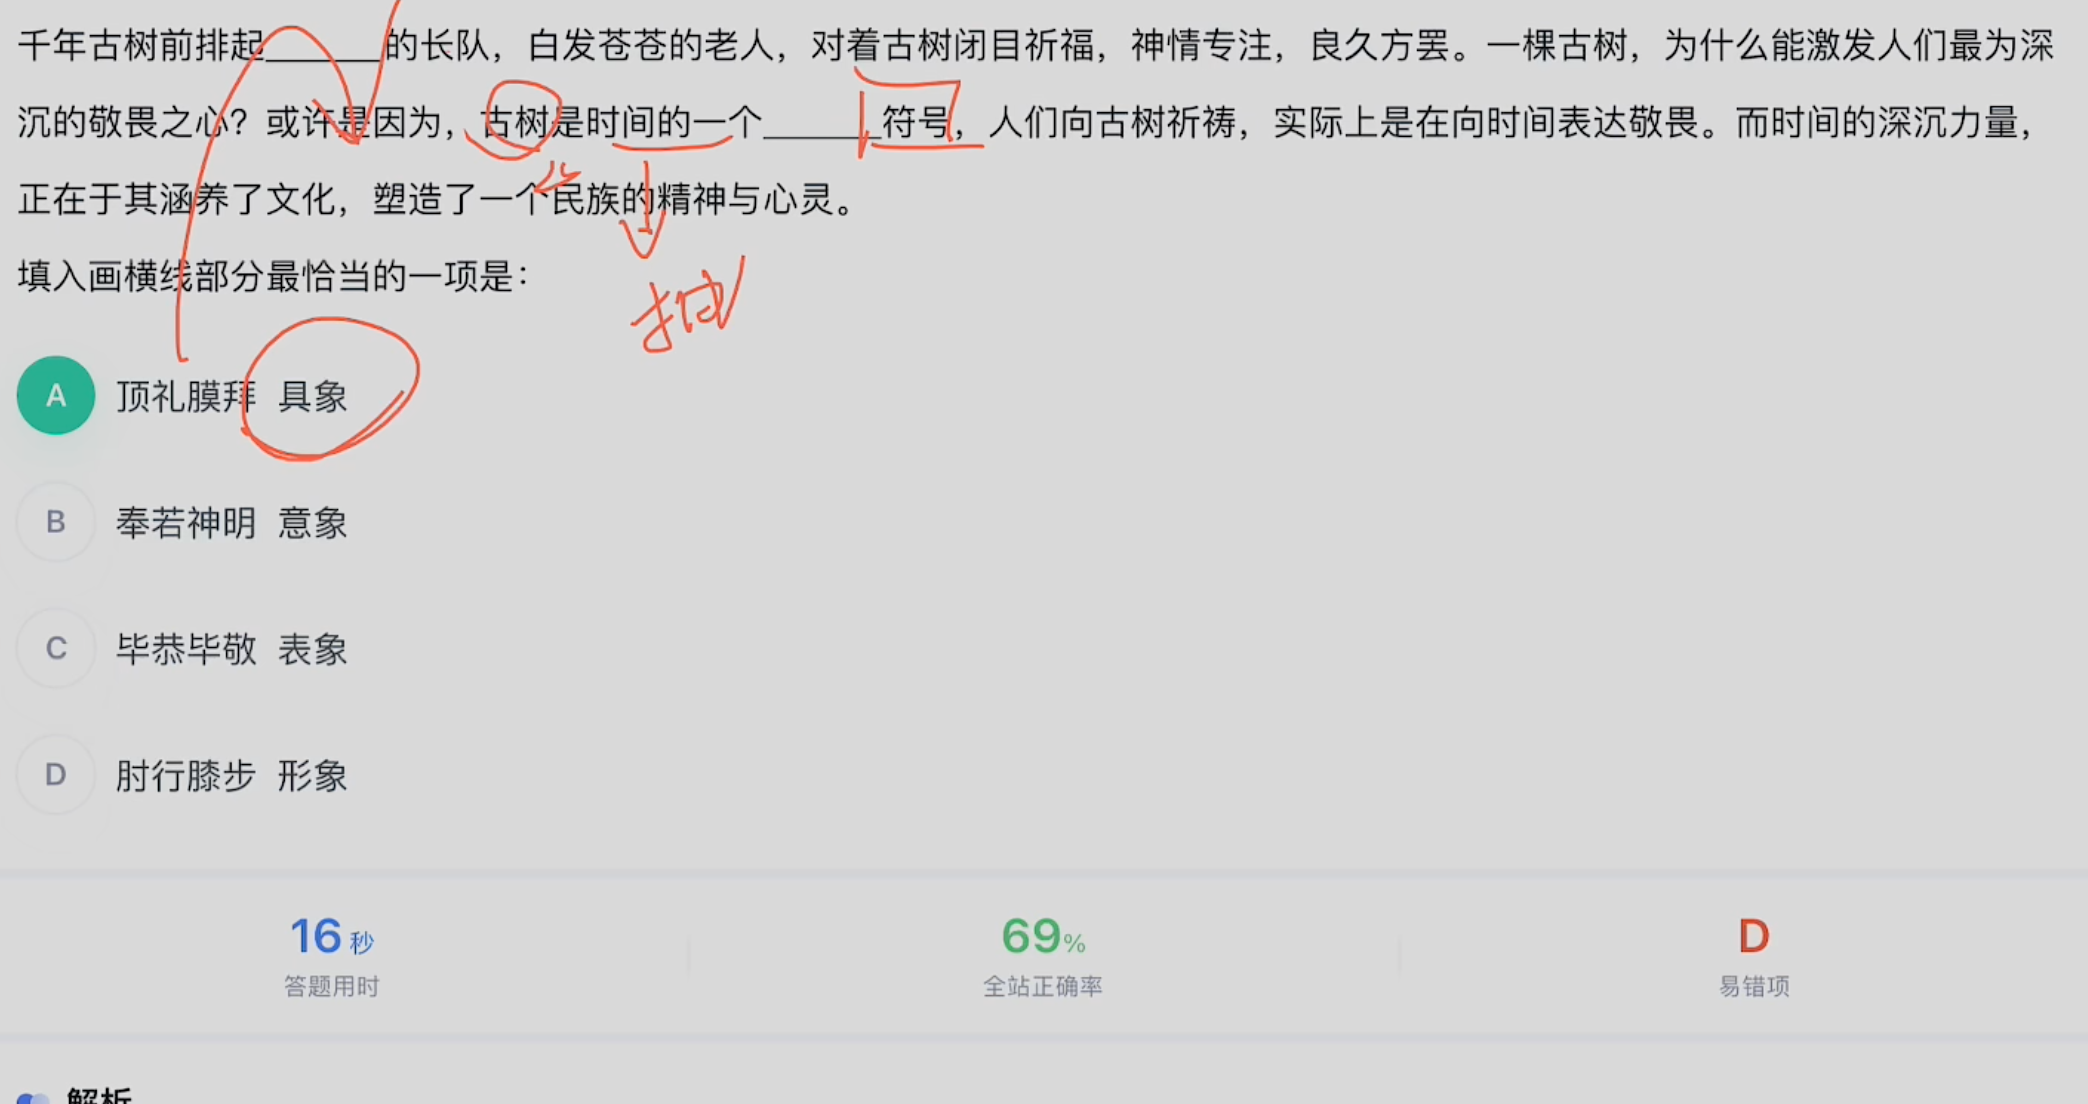 千年古树前排起______的长队，白发苍苍的老人，对着古树闭目祈福，神情专注，良久方罢。一棵古树，为什么能激发人们最为深
沉的敬畏之心？或许是因为，古树是时间的一个______符号，人们向古树祈祷，实际上是在向时间表达敬畏。而时间的深沉力量，
正在于其涵养了文化，塑造了一个民族的精神与心灵。
填入画横线部分最恰当的一项是：
抽
A 顶礼膜拜 具象
B 奉若神明 意象
C 毕恭毕敬 表象
D 肘行膝步 形象
16秒 69% D
答题用时 全站正确率 易错项
解析